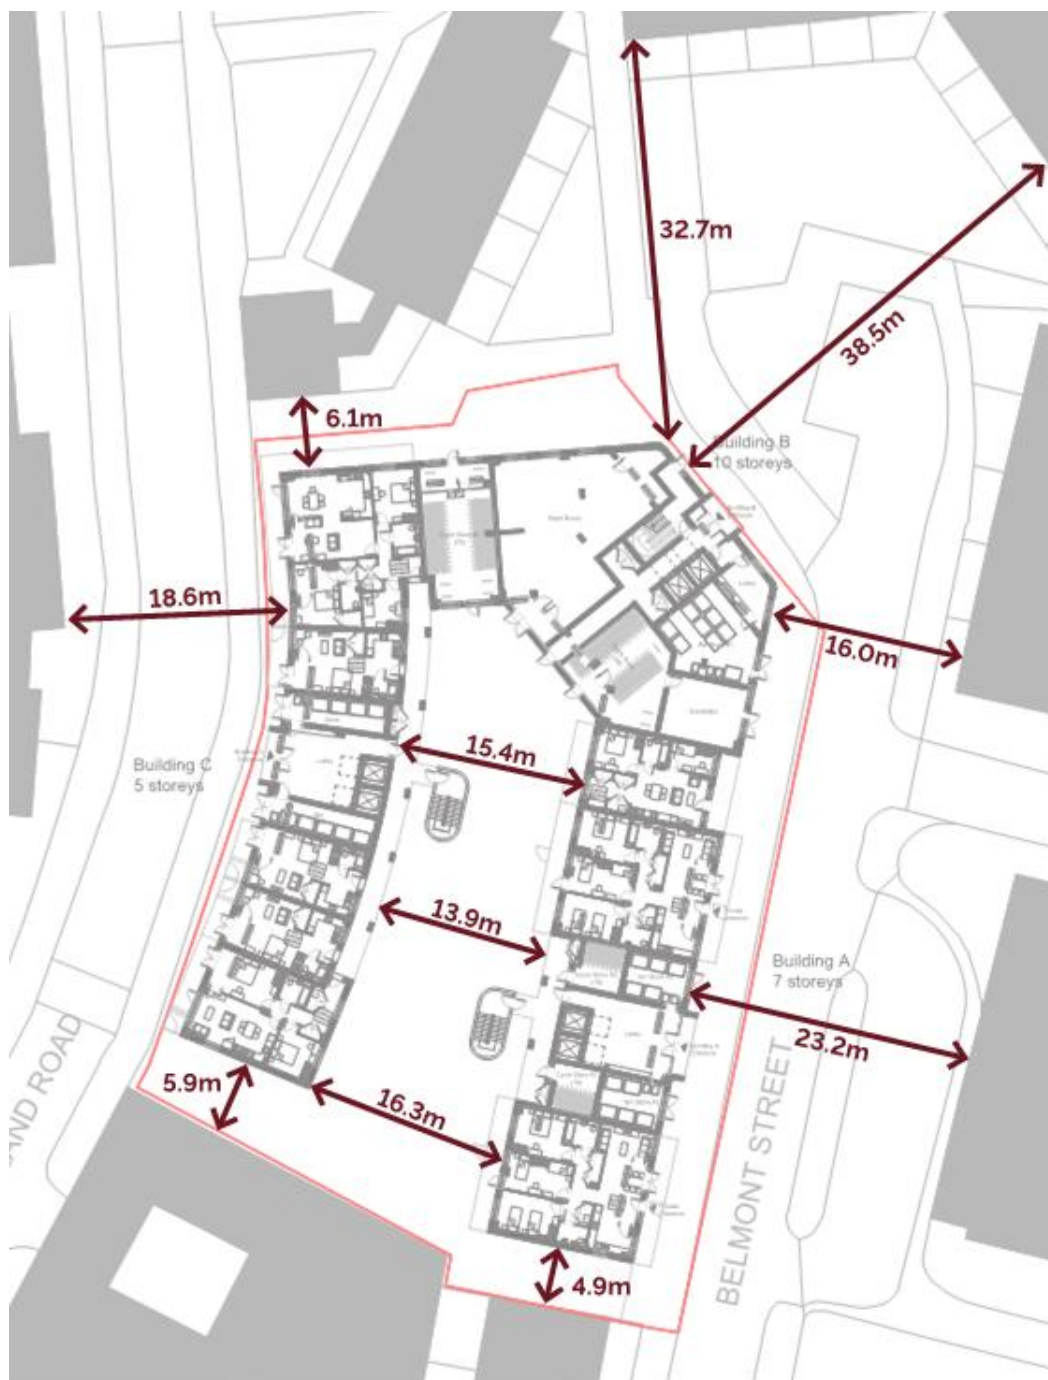 32.7m
38.5m
6.1m
Building B
10 storeys
18.6m
16.0m
15.4m
Building C
5 storeys
13.9m
Building A
7 storeys
23.2m
5.9m
16.3m
AND ROAD
BELMONT STREET
4.9m